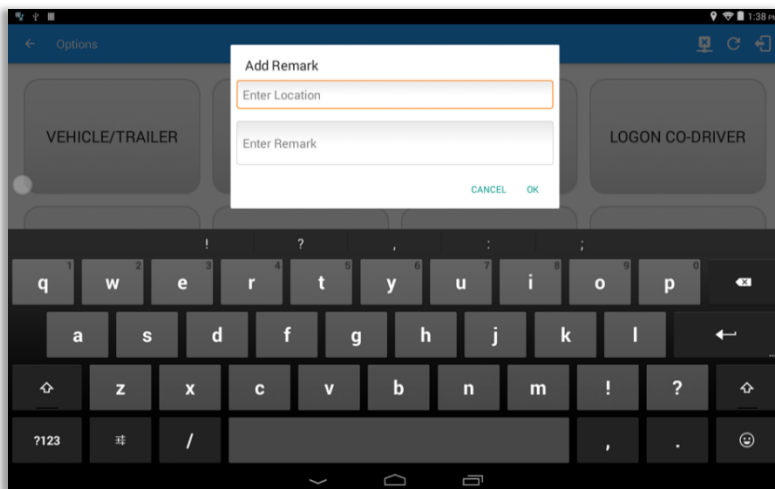 1:38 PM
Options
Add Remark
Enter Location
Enter Remark
CANCEL OK
VEHICLE/TRAILER
LOGON CO-DRIVER
! ? , : ;
1 2 3 4 5 6 7 8 9 0
q w e r t y u i o p
a s d f g h j k l
z x c v b n m ! ?
?123 / , .